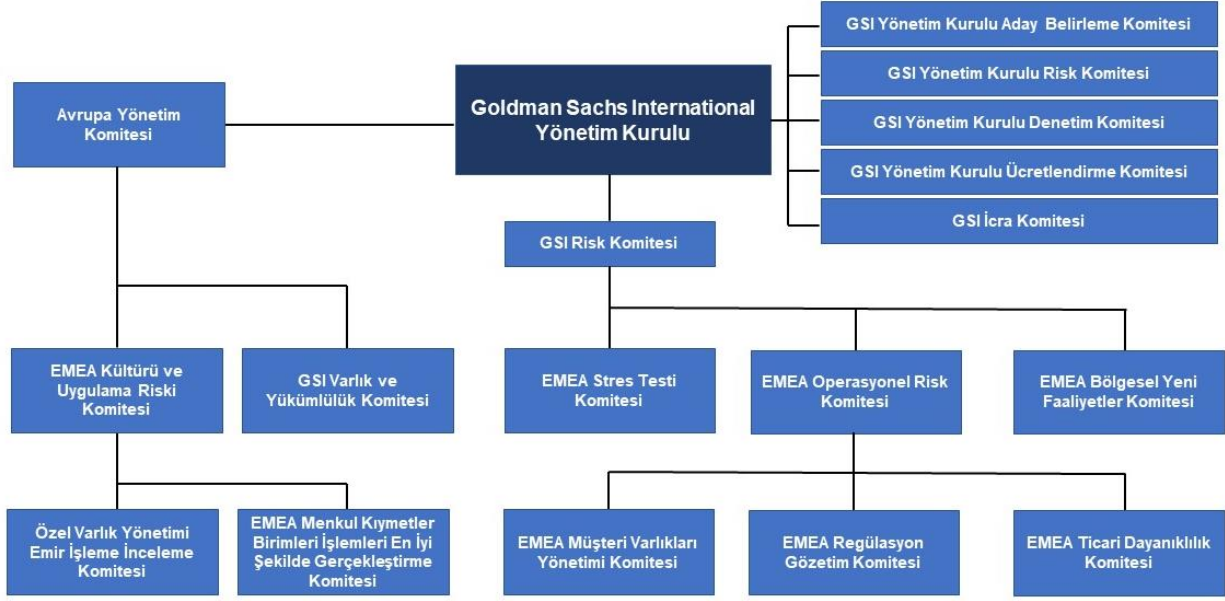 GSI Yönetim Kurulu Aday Belirleme Komitesi
GSI Yönetim Kurulu Risk Komitesi
GSI Yönetim Kurulu Denetim Komitesi
GSI Yönetim Kurulu Ücretlendirme Komitesi
GSI İcra Komitesi
Goldman Sachs International
Yönetim Kurulu
Avrupa Yönetim
Komitesi
GSI Risk Komitesi
EMEA Kültürü ve
Uygulama Riski
Komitesi
GSI Varlık ve
Yükümlülük Komitesi
EMEA Stres Testi
Komitesi
EMEA Operasyonel Risk
Komitesi
EMEA Bölgesel Yeni
Faaliyetler Komitesi
Özel Varlık Yönetimi
Emir İşleme İnceleme
Komitesi
EMEA Menkul Kıymetler
Birimleri İşlemleri En İyi
Şekilde Gerçekleştirme
Komitesi
EMEA Müşteri Varlıkları
Yönetimi Komitesi
EMEA Regülasyon
Gözetim Komitesi
EMEA Ticari Dayanıklılık
Komitesi